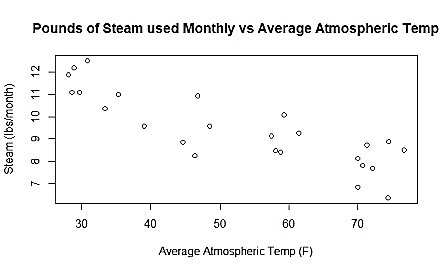 Pounds of Steam used Monthly vs Average Atmospheric Temp
Steam (lbs/month)
12
11
10
9
8
7
30 40 50 60 70
Average Atmospheric Temp (F)